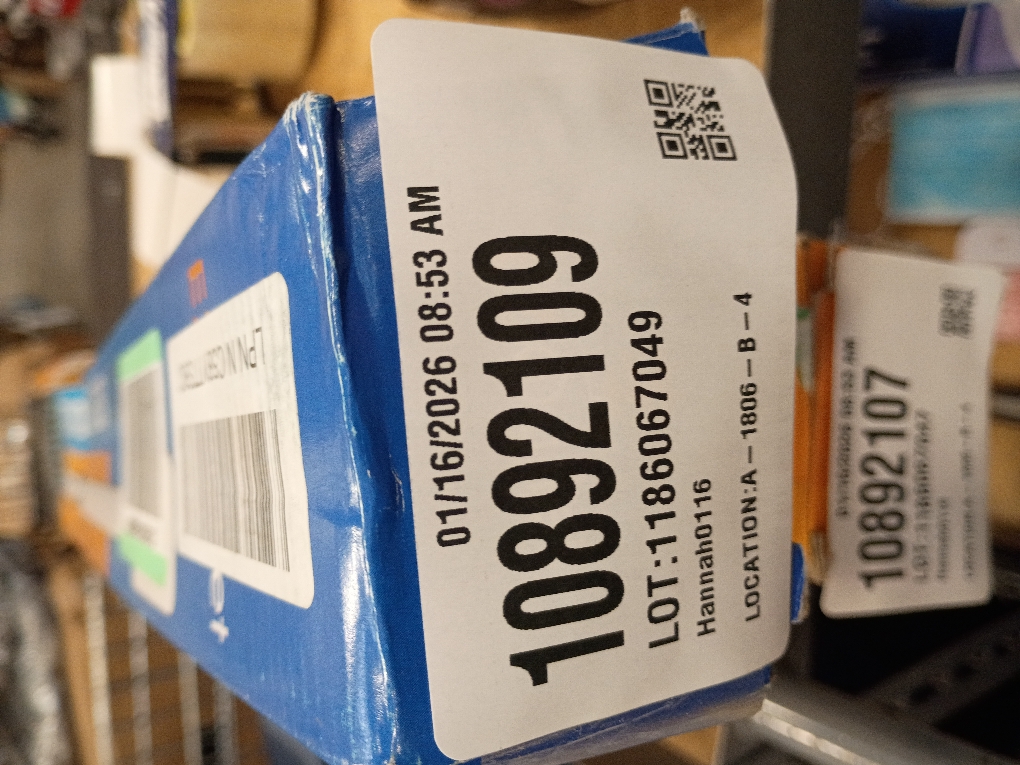 01/16/2026 08:53 AM
10892109
LOT:1186067049
Hannah0116
LOCATION:A-1806-B-4
10892107